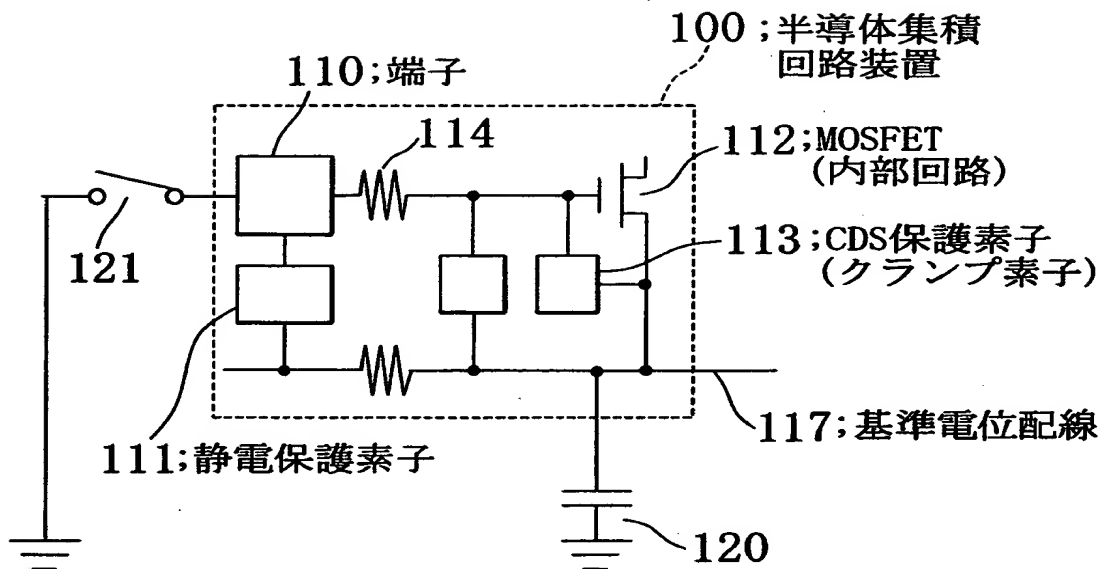 100;半導体集積
回路装置
110;端子
114
112;MOSFET
(内部回路)
113;CDS保護素子
(クランプ素子)
121
117;基準電位配線
111;静電保護素子
120